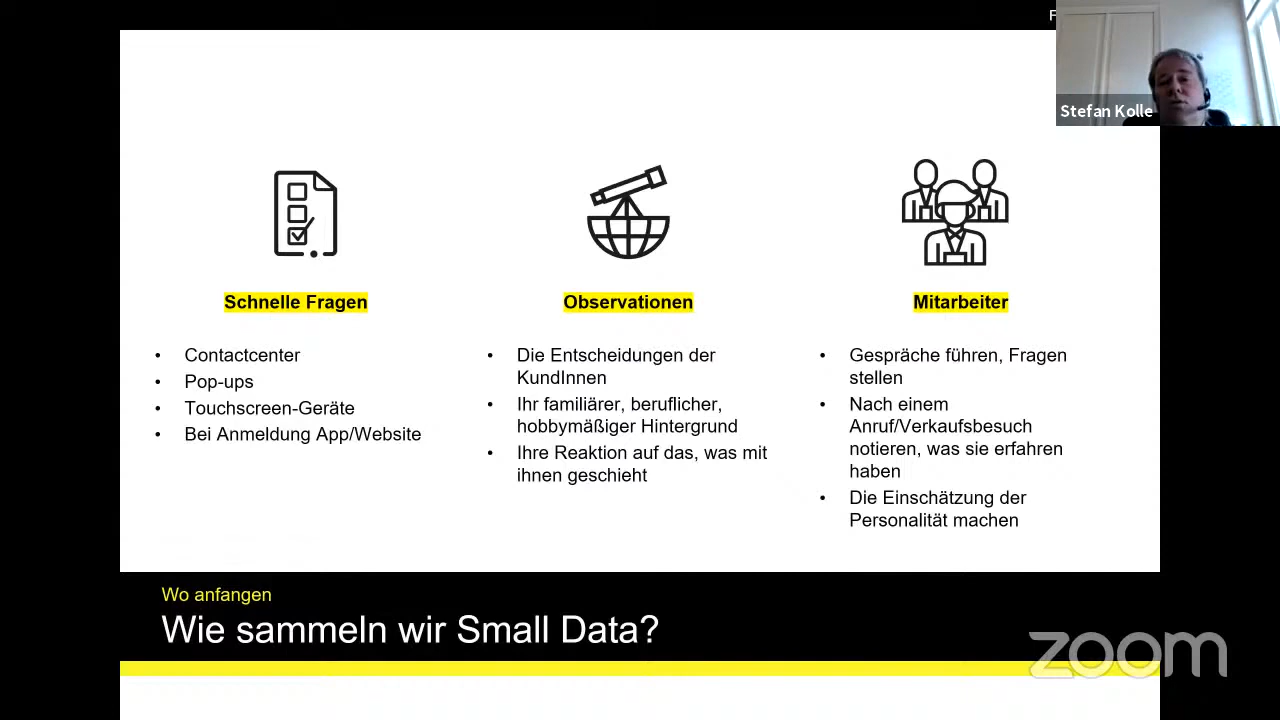 F
Stefan Kolle
Schnelle Fragen
• Contactcenter
• Pop-ups
• Touchscreen-Geräte
• Bei Anmeldung App/Website
Observationen
• Die Entscheidungen der
KundInnen
• Ihr familiärer, beruflicher,
hobbymäßiger Hintergrund
• Ihre Reaktion auf das, was mit
ihnen geschieht
Mitarbeiter
• Gespräche führen, Fragen
stellen
• Nach einem
Anruf/Verkaufsbesuch
notieren, was sie erfahren
haben
• Die Einschätzung der
Personalität machen
Wo anfangen
Wie sammeln wir Small Data?
zoom